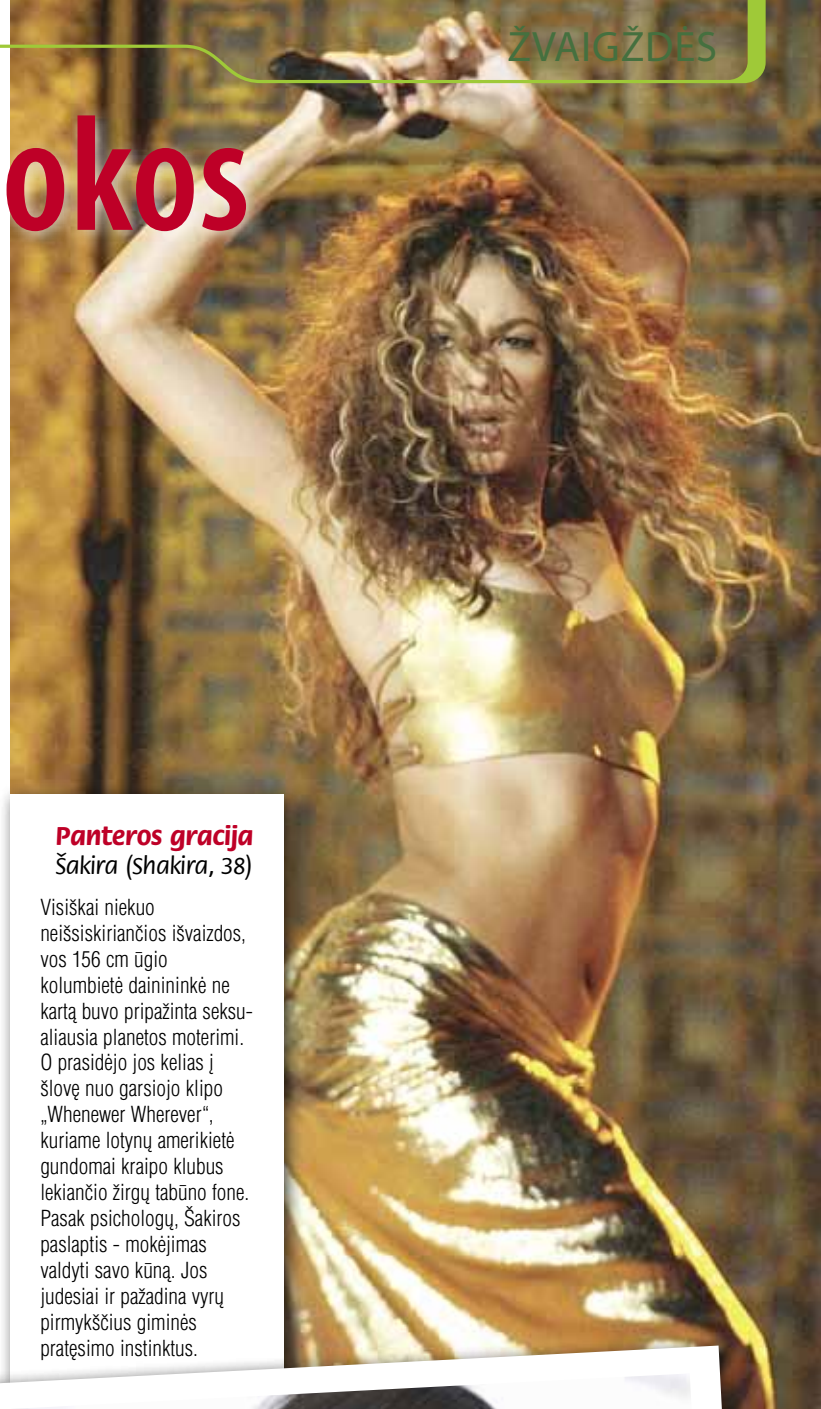 ŽVAIGŽDĖS
okos
Panteros gracija
Šakira (Shakira, 38)
Visiškai niekuo
neišsiskiriančios išvaizdos,
vos 156 cm ūgio
kolumbietė dainininkė ne
kartą buvo pripažinta seksu-
aliausia planetos moterimi.
O prasidėjo jos kelias į
šlovę nuo garsiojo klipo
„Whenewer Wherever“,
kuriame lotynų amerikietė
gundomai kraipo klubus
lekiančio žirgų tabūno fone.
Pasak psichologų, Šakiros
paslaptis - mokėjimas
valdyti savo kūną. Jos
judesiai ir pažadina vyrų
pirmykščius giminės
pratęsimo instinktus.